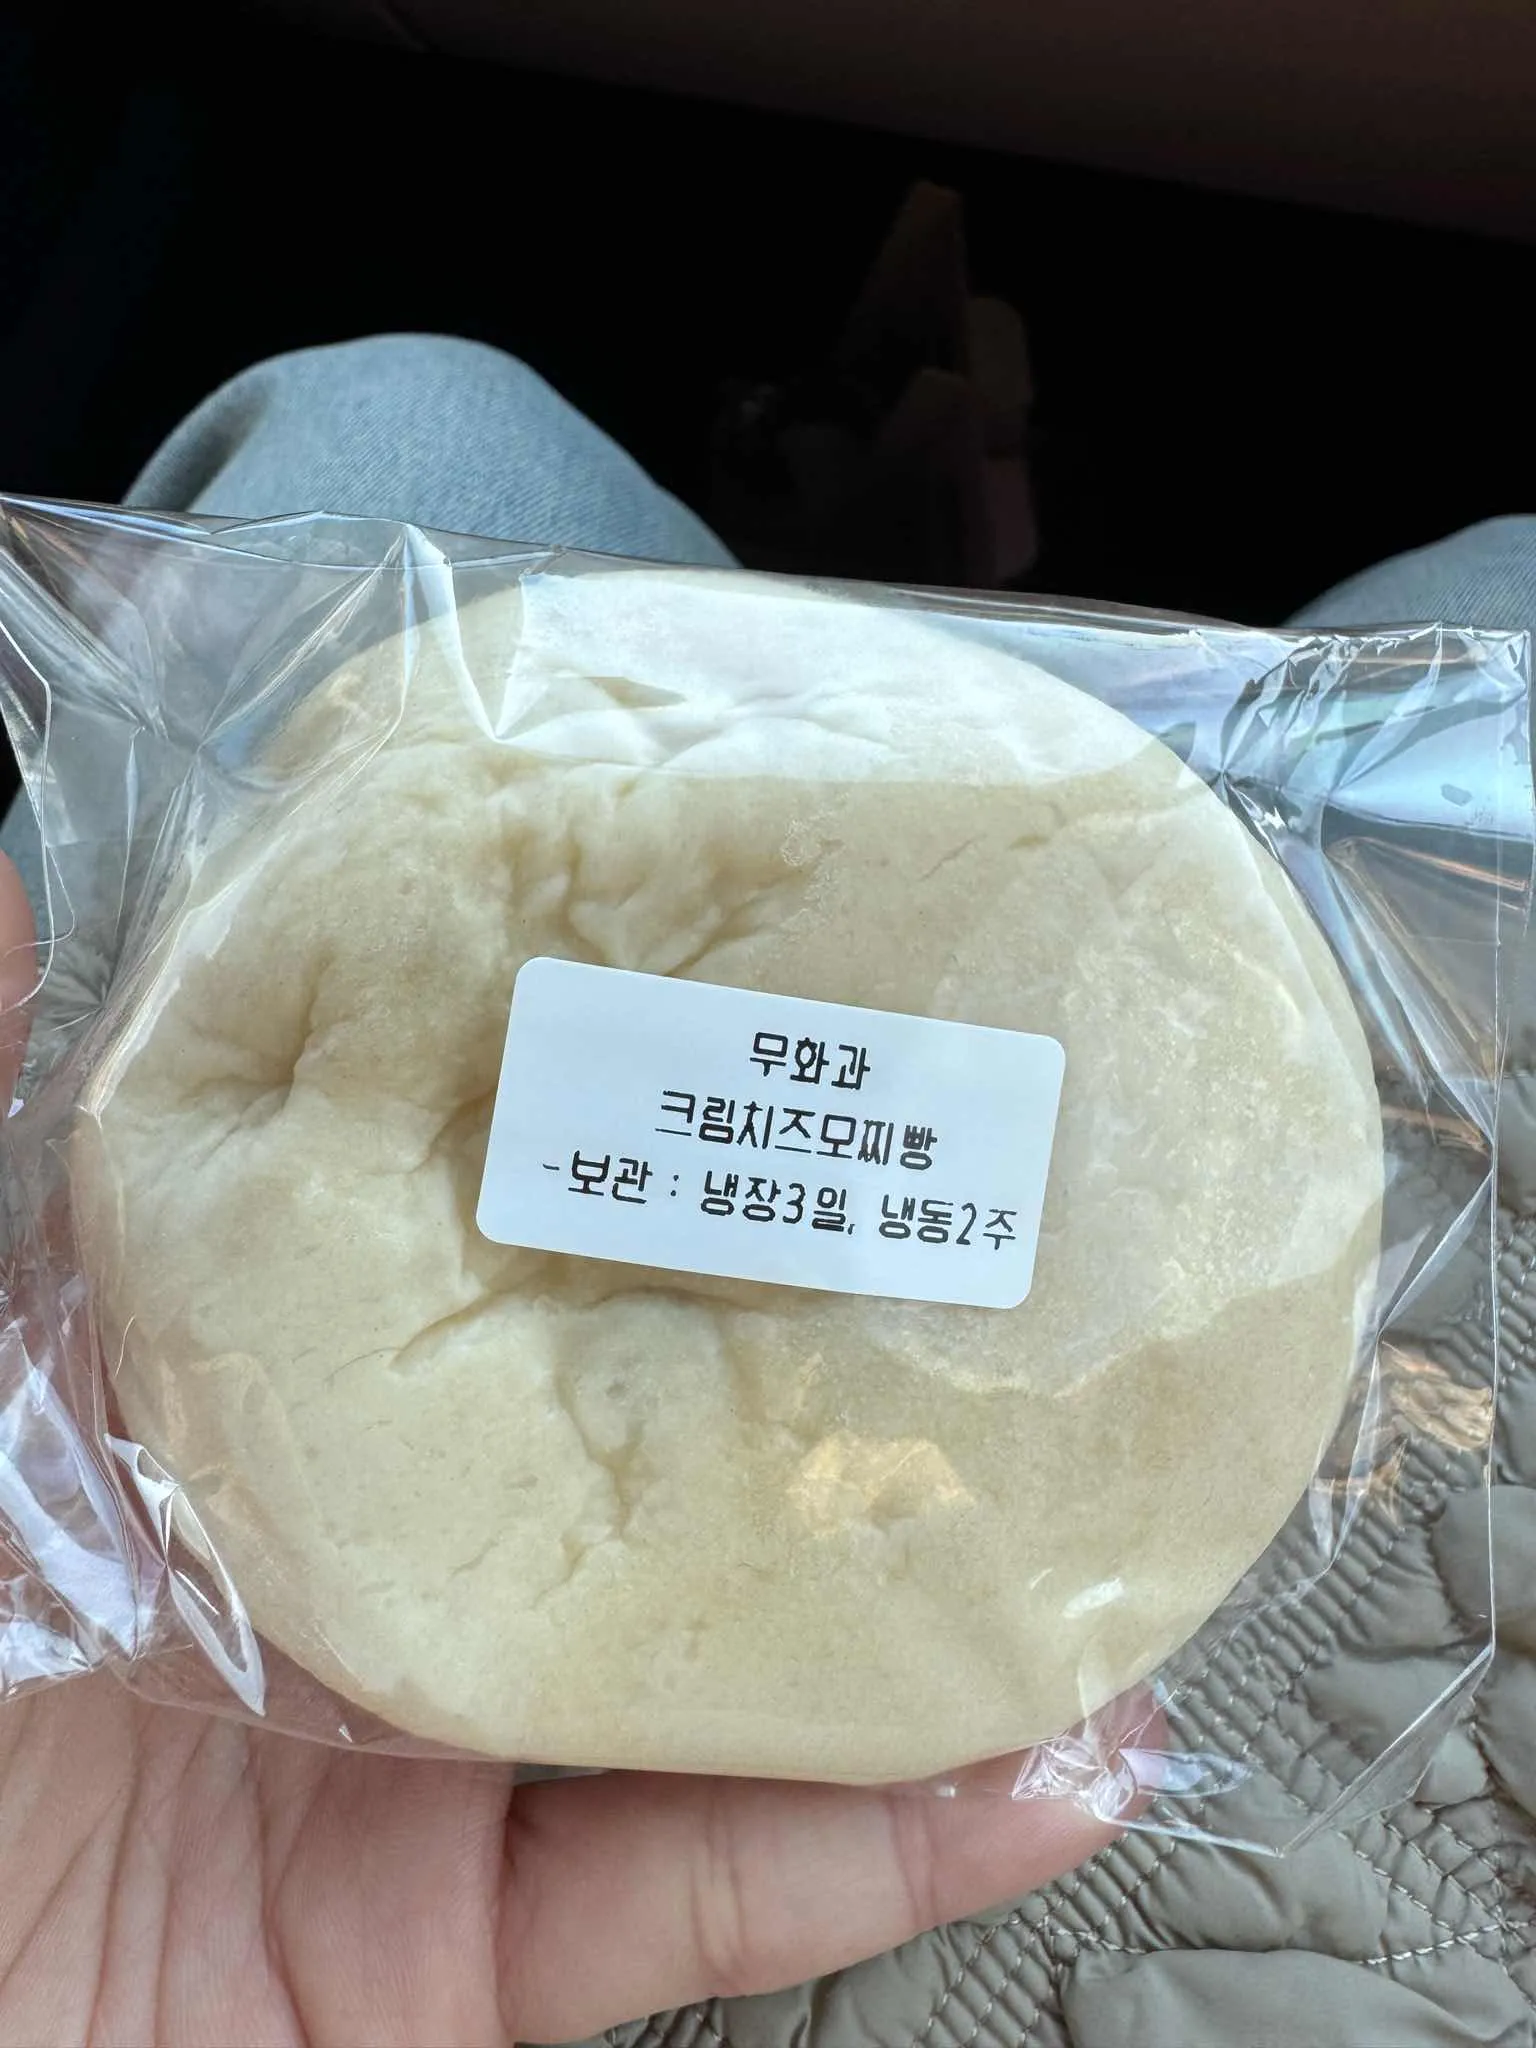 무화과
크림치즈모찌빵
-보관 : 냉장3일, 냉동2주